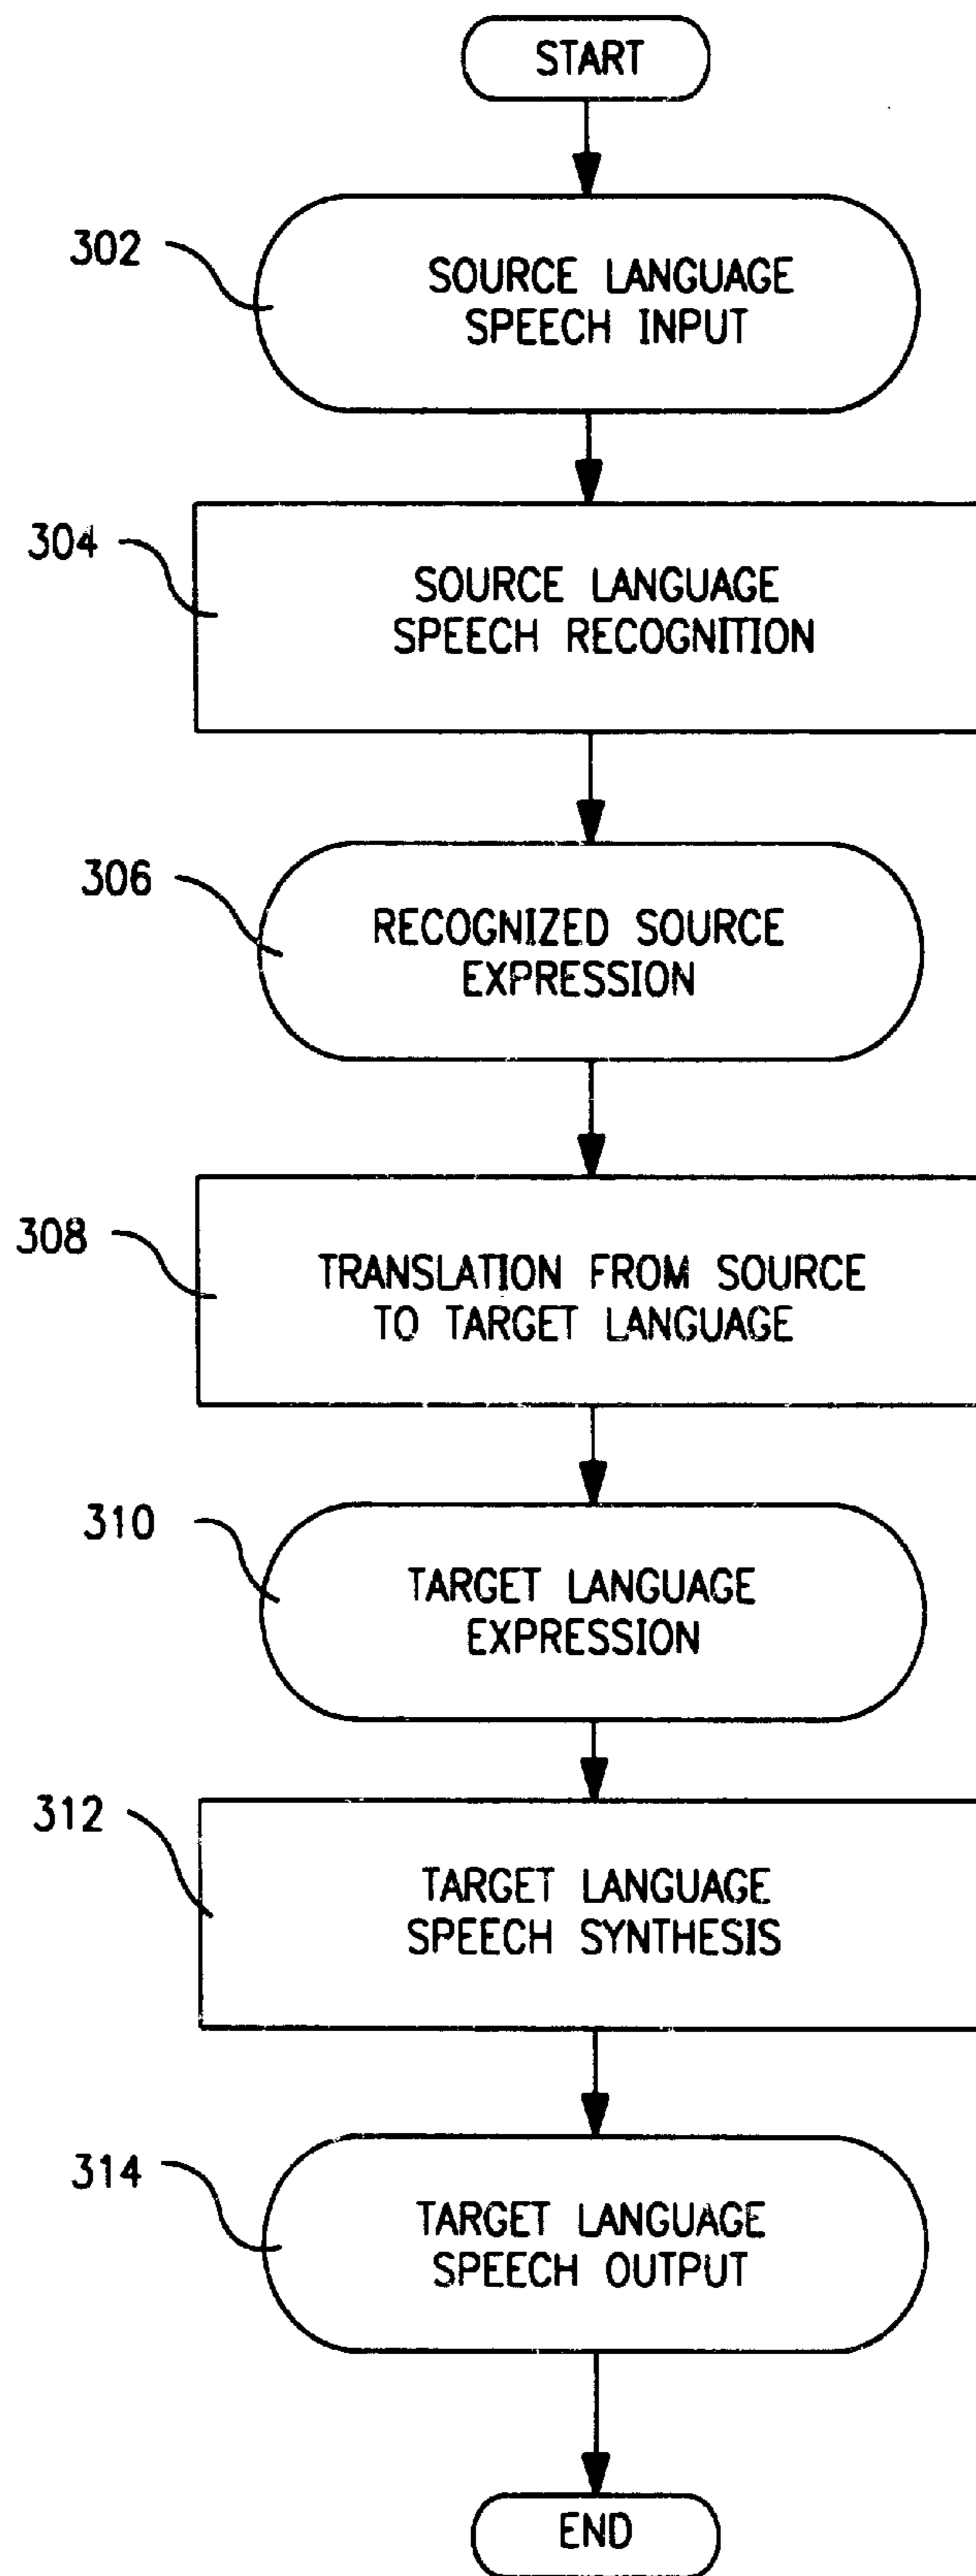 START
302
SOURCE LANGUAGE
SPEECH INPUT
304
SOURCE LANGUAGE
SPEECH RECOGNITION
306
RECOGNIZED SOURCE
EXPRESSION
308
TRANSLATION FROM SOURCE
TO TARGET LANGUAGE
310
TARGET LANGUAGE
EXPRESSION
312
TARGET LANGUAGE
SPEECH SYNTHESIS
314
TARGET LANGUAGE
SPEECH OUTPUT
END